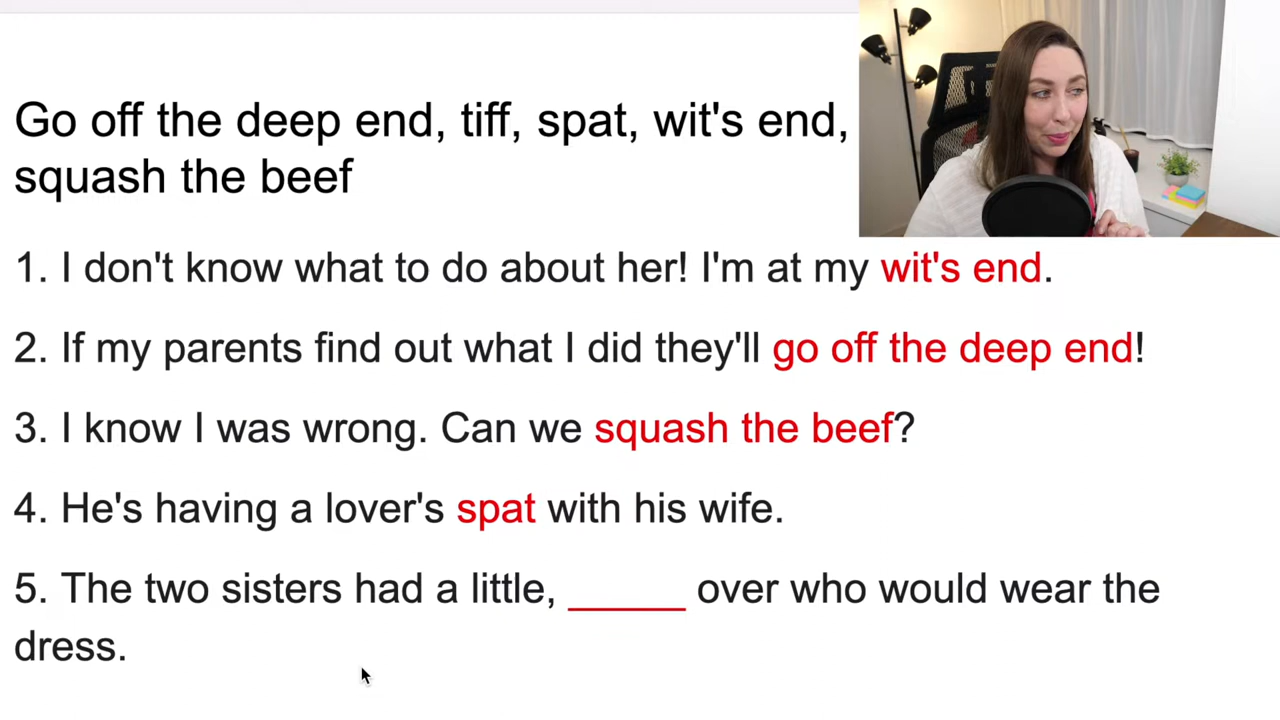 Go off the deep end, tiff, spat, wit's end,
squash the beef
1. I don't know what to do about her! I'm at my wit's end.
2. If my parents find out what I did they'll go off the deep end!
3. I know I was wrong. Can we squash the beef?
4. He's having a lover's spat with his wife.
5. The two sisters had a little, _____ over who would wear the
dress.